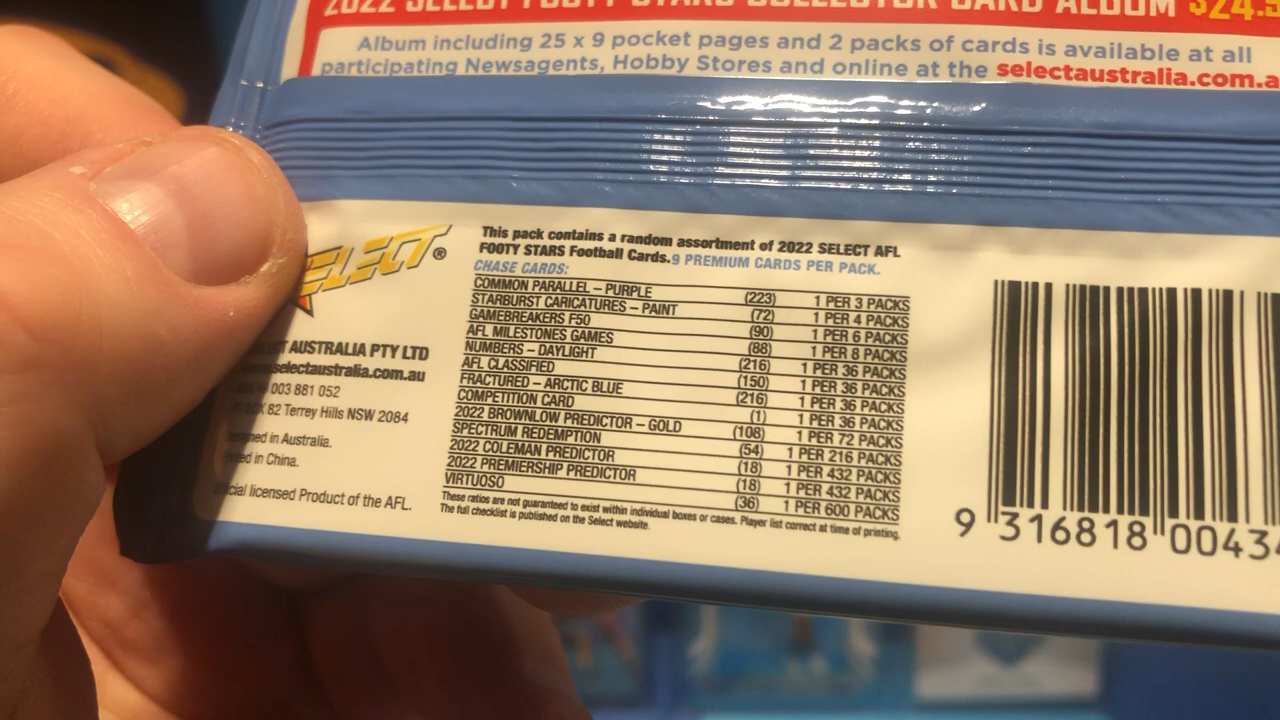 2022 SELECT FOOTY STARS COLLECTOR CARD ALBUM
Album including 25 x 9 pocket pages and 2 packs of cards is available at all
participating Newsagents, Hobby Stores and online at the selectaustralia.com.a
SELECT®
AUSTRALIA PTY LTD
selectaustralia.com.au
003 881 052
82 Terrey Hills NSW 2084
in Australia.
in China.
licensed Product of the AFL.
This pack contains a random assortment of 2022 SELECT AFL
FOOTY STARS Football Cards. 9 PREMIUM CARDS PER PACK.
CHASE CARDS:
COMMON PARALLEL – PURPLE (223) 1 PER 3 PACKS
STARBURST CARICATURES – PAINT (72) 1 PER 4 PACKS
GAMEBREAKERS F50 (90) 1 PER 6 PACKS
AFL MILESTONES GAMES (88) 1 PER 8 PACKS
NUMBERS – DAYLIGHT (216) 1 PER 36 PACKS
AFL CLASSIFIED (150) 1 PER 36 PACKS
FRACTURED – ARCTIC BLUE (216) 1 PER 36 PACKS
COMPETITION CARD (1) 1 PER 36 PACKS
2022 BROWNLOW PREDICTOR – GOLD (108) 1 PER 72 PACKS
SPECTRUM REDEMPTION (54) 1 PER 216 PACKS
2022 COLEMAN PREDICTOR (18) 1 PER 432 PACKS
2022 PREMIERSHIP PREDICTOR (18) 1 PER 432 PACKS
VIRTUOSO (36) 1 PER 600 PACKS
These ratios are not guaranteed to exist within individual boxes or cases. Player list correct at time of printing.
The full checklist is published on the Select website.
9 316818 0043